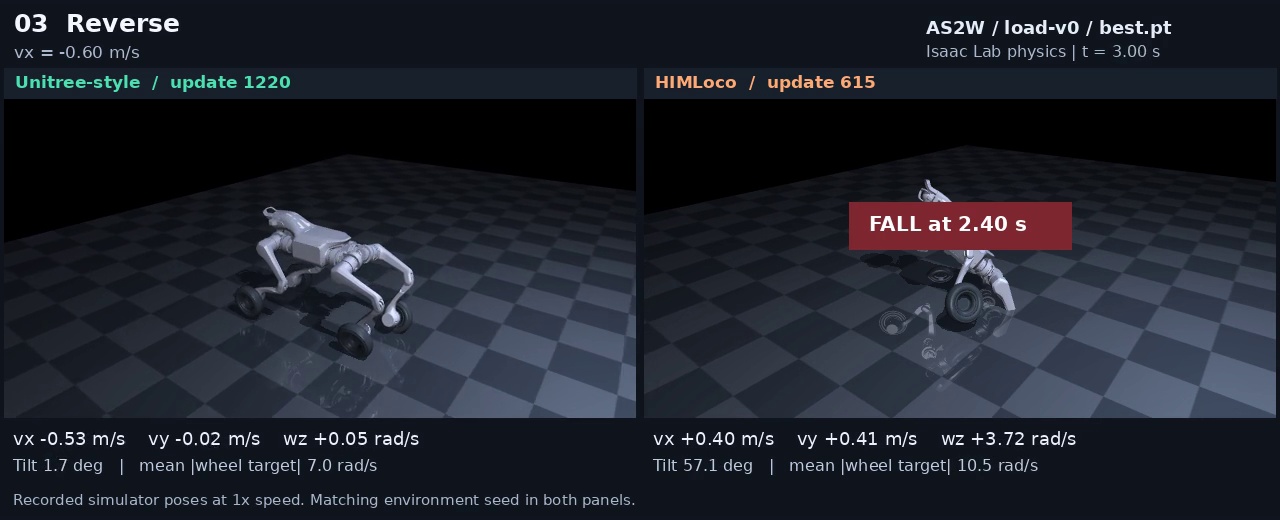 03 Reverse
vx = -0.60 m/s
AS2W / load-v0 / best.pt
Isaac Lab physics | t = 3.00 s
Unitree-style / update 1220
HIMLoco / update 615
FALL at 2.40 s
vx -0.53 m/s vy -0.02 m/s wz +0.05 rad/s
Tilt 1.7 deg | mean |wheel target| 7.0 rad/s
vx +0.40 m/s vy +0.41 m/s wz +3.72 rad/s
Tilt 57.1 deg | mean |wheel target| 10.5 rad/s
Recorded simulator poses at 1x speed. Matching environment seed in both panels.